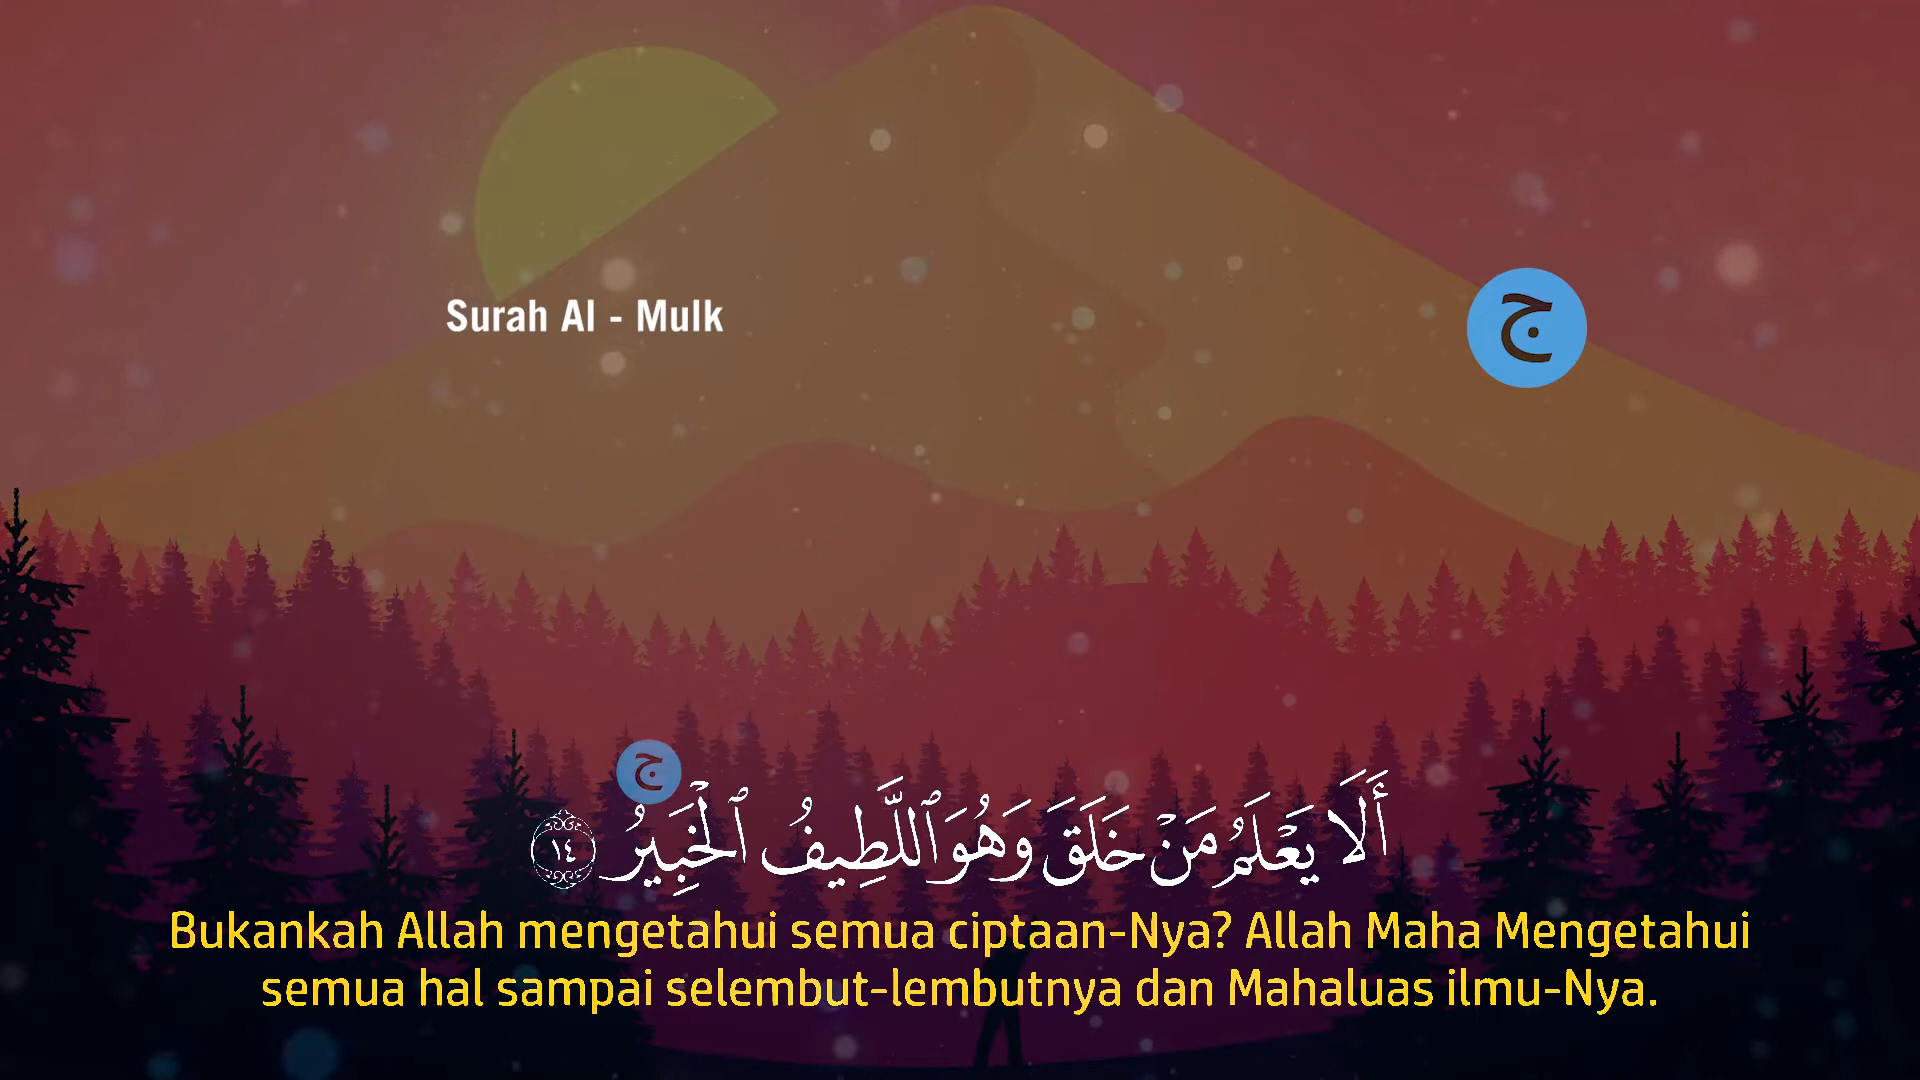 Surah Al - Mulk
ج
ج
أَلَا يَعْلَمُ مَنْ خَلَقَ وَهُوَ ٱللَّطِيفُ ٱلْخَبِيرُ ١٤
Bukankah Allah mengetahui semua ciptaan-Nya? Allah Maha Mengetahui
semua hal sampai selembut-lembutnya dan Mahaluas ilmu-Nya.